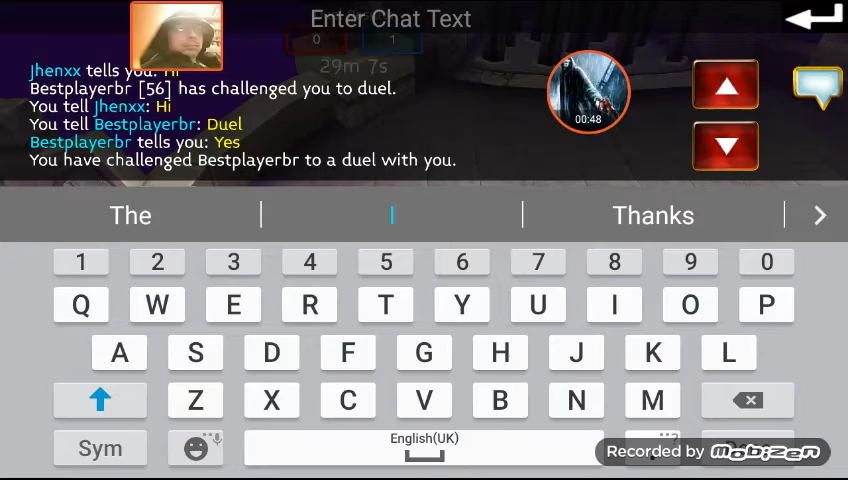 Enter Chat Text
0 1
29m 7s
Jhenxx tells you: Hi
Bestplayerbr [56] has challenged you to duel.
You tell Jhenxx: Hi
You tell Bestplayerbr: Duel
Bestplayerbr tells you: Yes
You have challenged Bestplayerbr to a duel with you.
00:48
The I Thanks
1 2 3 4 5 6 7 8 9 0
Q W E R T Y U I O P
A S D F G H J K L
Z X C V B N M
Sym
English(UK)
Recorded by mobizen